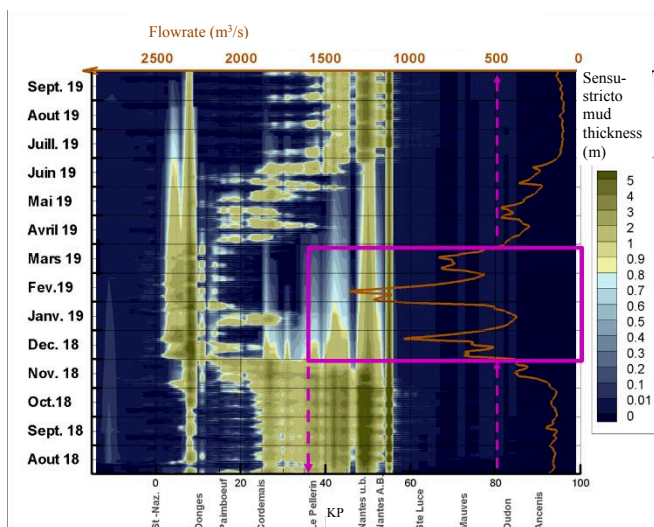 Flowrate (m³/s)
2500 2000 1500 1000 500 0
Sept. 19
Aout 19
Juill. 19
Juin 19
Mai 19
Avril 19
Mars 19
Fev.19
Janv. 19
Dec. 18
Nov. 18
Oct.18
Sept. 18
Aout 18
Sensu-
stricto
mud
thickness
(m)
5
4
3
2
1
0.9
0.8
0.7
0.6
0.5
0.4
0.3
0.2
0.1
0.01
0
0 20 40 60 80 100
KP
St -Naz.
Donges
Paimboeuf
Cordemais
Le Pellerin
Nantes u.b.
Nantes A.B.
Ste Luce
Mauves
Oudon
Ancenis